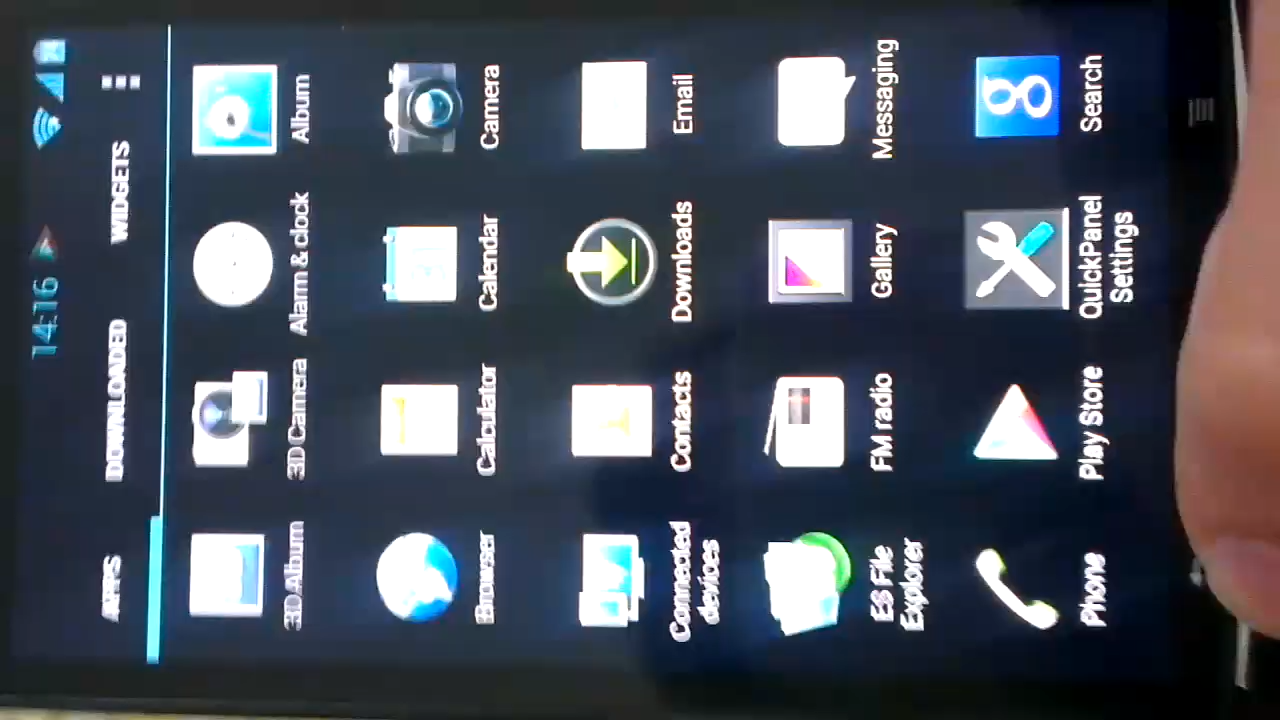 14:16
APPS DOWNLOADED WIDGETS
3D Album 3D Camera Alarm & clock Album
Browser Calculator Calendar Camera
Connected devices Contacts Downloads Email
ES File Explorer FM radio Gallery Messaging
Phone Play Store QuickPanel Settings Search